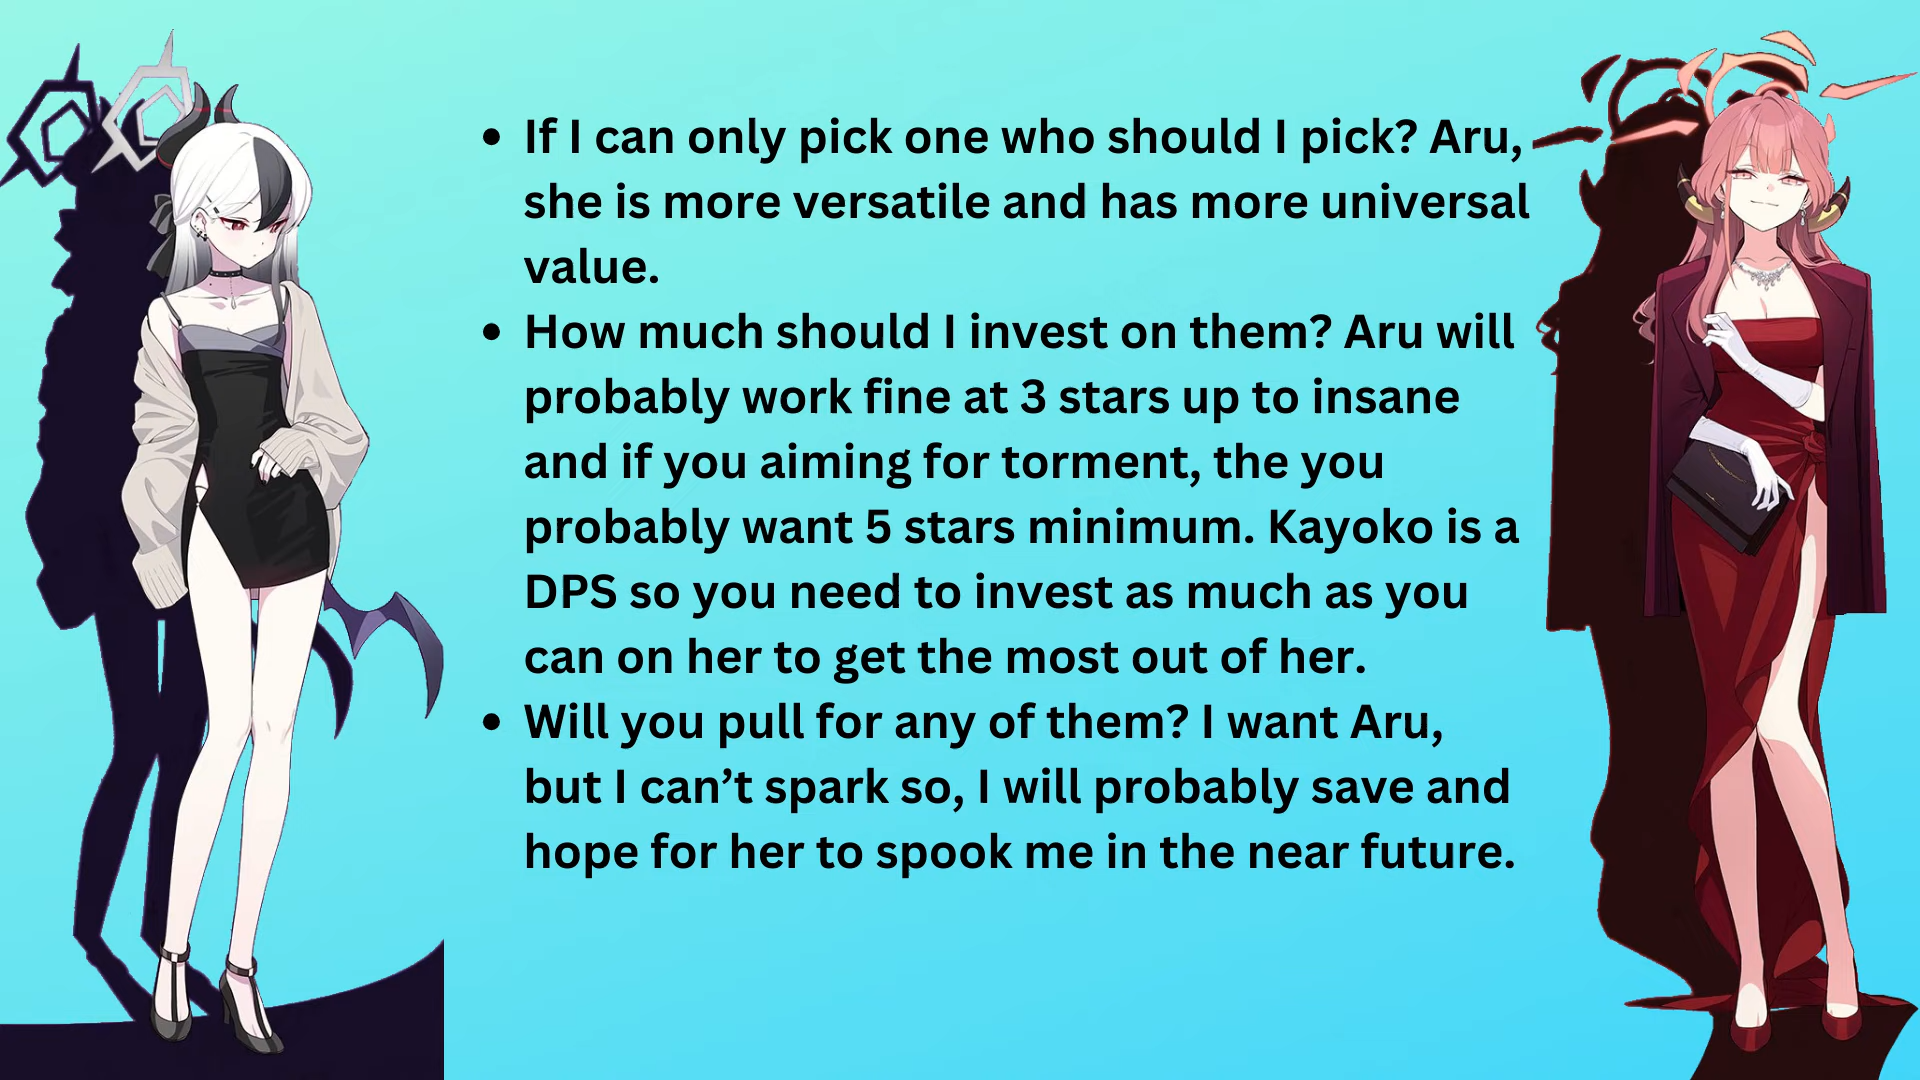 • If I can only pick one who should I pick? Aru,
she is more versatile and has more universal
value.
• How much should I invest on them? Aru will
probably work fine at 3 stars up to insane
and if you aiming for torment, the you
probably want 5 stars minimum. Kayoko is a
DPS so you need to invest as much as you
can on her to get the most out of her.
• Will you pull for any of them? I want Aru,
but I can’t spark so, I will probably save and
hope for her to spook me in the near future.